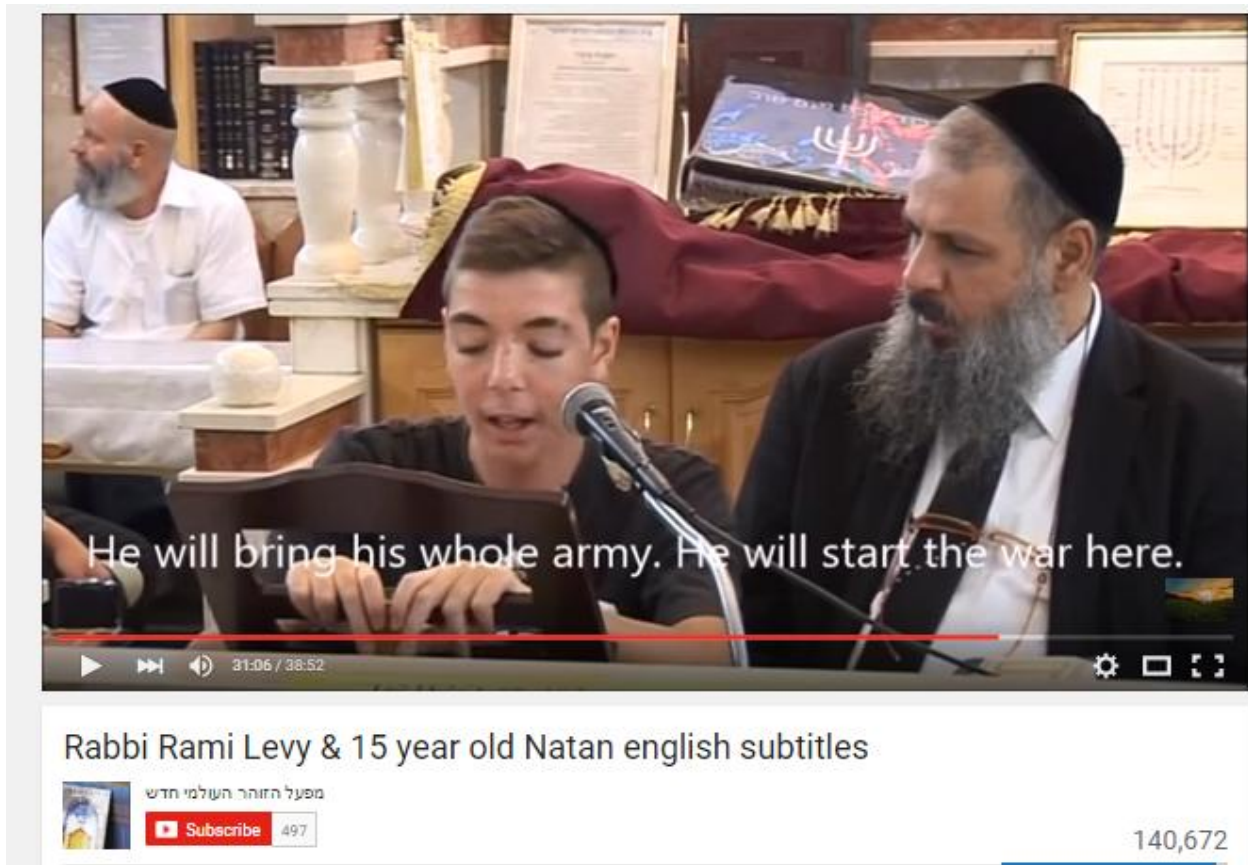 He will bring his whole army. He will start the war here.
31:06 / 38:52
Rabbi Rami Levy & 15 year old Natan english subtitles
מפעל הזוהר העולמי חדש
Subscribe 497
140,672